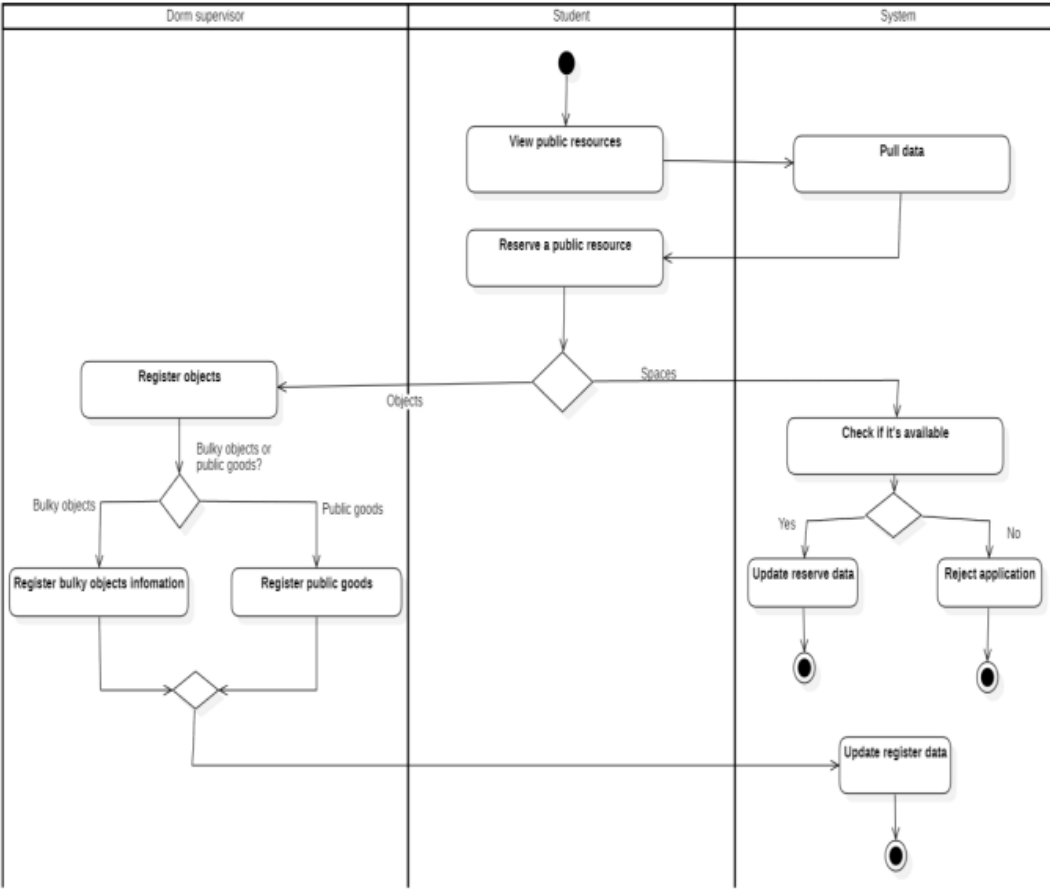 Dorm supervisor
Student
System
View public resources
Pull data
Reserve a public resource
Register objects
Objects
Spaces
Check if it's available
Bulky objects or
public goods?
Bulky objects
Public goods
Yes
No
Register bulky objects infomation
Register public goods
Update reserve data
Reject application
Update register data